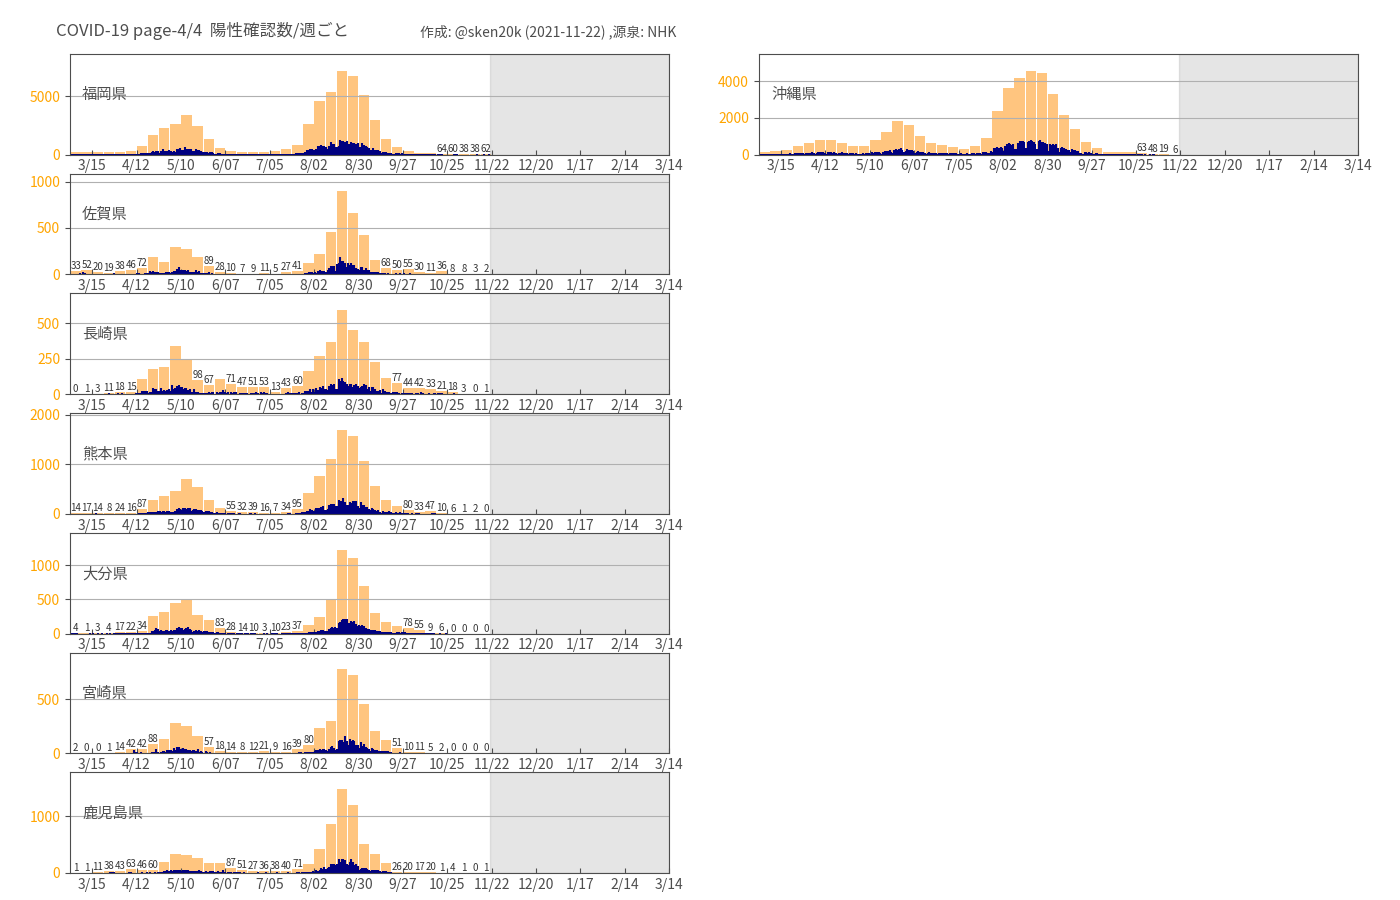 COVID-19 page-4/4 陽性確認数/週ごと
作成: @sken20k (2021-11-22) ,源泉: NHK
福岡県
5000
0
64 60 38 38 62
3/15 4/12 5/10 6/07 7/05 8/02 8/30 9/27 10/25 11/22 12/20 1/17 2/14 3/14
沖縄県
4000
2000
0
63 48 19 6
3/15 4/12 5/10 6/07 7/05 8/02 8/30 9/27 10/25 11/22 12/20 1/17 2/14 3/14
佐賀県
1000
500
0
33 52 20 19 38 46 72 89 28 10 7 9 11 5 27 41 68 50 55 30 11 36 8 8 3 2
3/15 4/12 5/10 6/07 7/05 8/02 8/30 9/27 10/25 11/22 12/20 1/17 2/14 3/14
長崎県
500
250
0
0 1 3 11 18 15 98 67 71 47 51 53 13 43 60 77 44 42 33 21 18 3 0 1
3/15 4/12 5/10 6/07 7/05 8/02 8/30 9/27 10/25 11/22 12/20 1/17 2/14 3/14
熊本県
2000
1000
0
14 17 14 8 24 16 87 55 32 39 16 7 34 95 80 33 47 10 6 1 2 0
3/15 4/12 5/10 6/07 7/05 8/02 8/30 9/27 10/25 11/22 12/20 1/17 2/14 3/14
大分県
1000
500
0
4 1 3 4 17 22 34 83 28 14 10 3 10 23 37 78 55 9 6 0 0 0 0
3/15 4/12 5/10 6/07 7/05 8/02 8/30 9/27 10/25 11/22 12/20 1/17 2/14 3/14
宮崎県
500
0
2 0 0 1 14 42 42 88 57 18 14 8 12 21 9 16 39 80 51 10 11 5 2 0 0 0 0
3/15 4/12 5/10 6/07 7/05 8/02 8/30 9/27 10/25 11/22 12/20 1/17 2/14 3/14
鹿児島県
1000
0
1 1 11 38 43 63 46 60 87 51 27 36 38 40 71 26 20 17 20 1 4 1 0 1
3/15 4/12 5/10 6/07 7/05 8/02 8/30 9/27 10/25 11/22 12/20 1/17 2/14 3/14